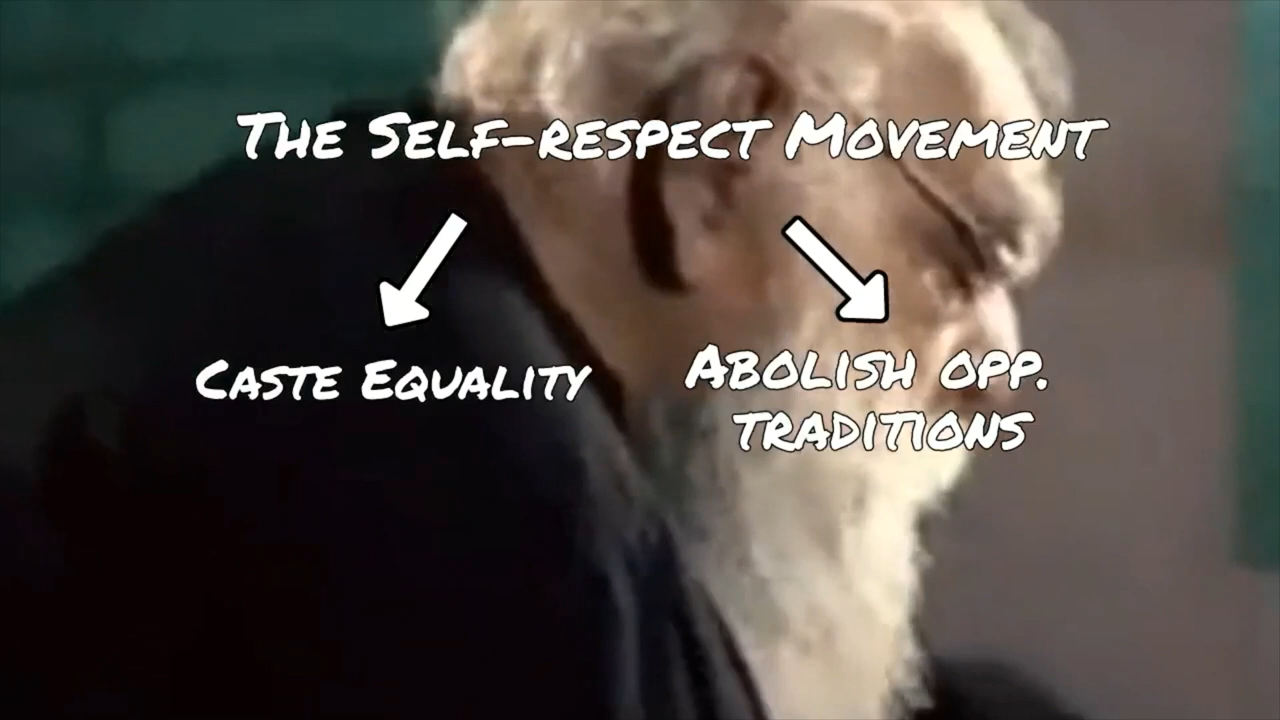 The Self-respect Movement
Caste Equality
Abolish opp.
traditions